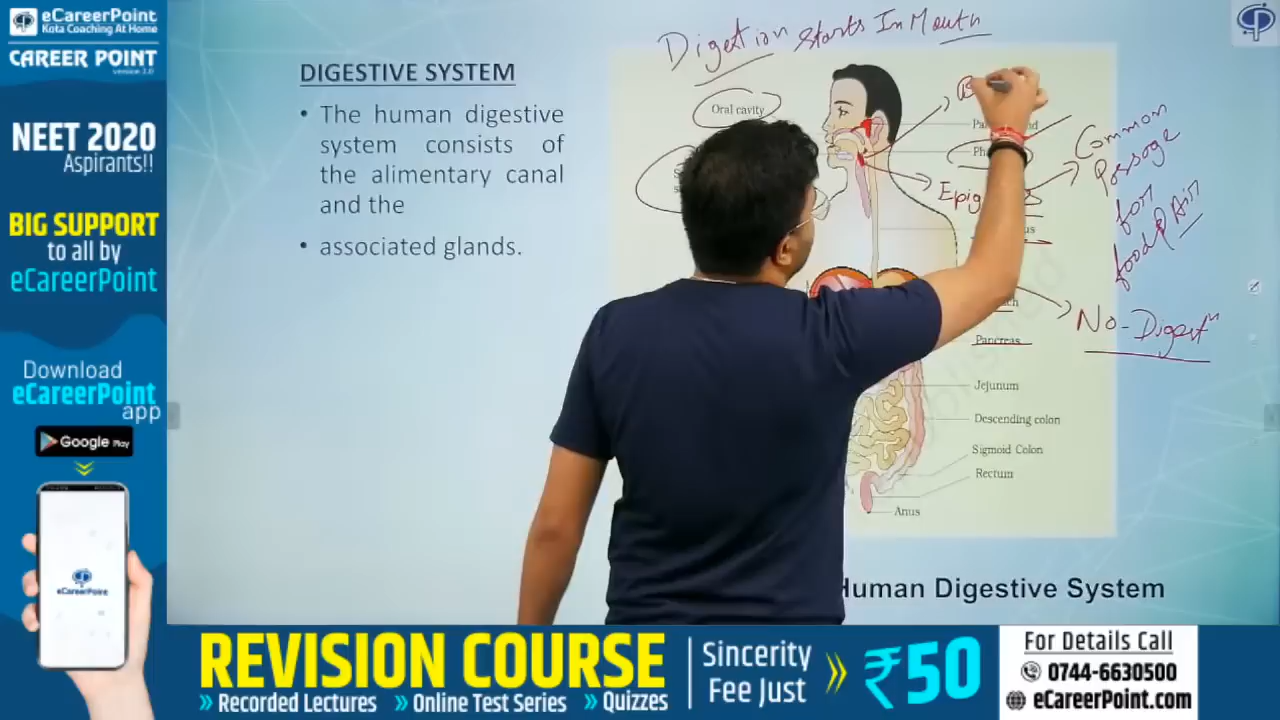 eCareerPoint
Kota Coaching At Home
CAREER POINT
version 2.0
NEET 2020
Aspirants!!
BIG SUPPORT
to all by
eCareerPoint
Download
eCareerPoint
app
Google Play
eCareerPoint
Digestion Starts In Mouth
DIGESTIVE SYSTEM
• The human digestive
system consists of
the alimentary canal
and the
• associated glands.
Oral cavity
Common
Passage
for
food & Air
No-Digestⁿ
Pancreas
Jejunum
Descending colon
Sigmoid Colon
Rectum
Anus
Human Digestive System
REVISION COURSE
» Recorded Lectures » Online Test Series » Quizzes
Sincerity
Fee Just
» ₹50
For Details Call
0744-6630500
eCareerPoint.com